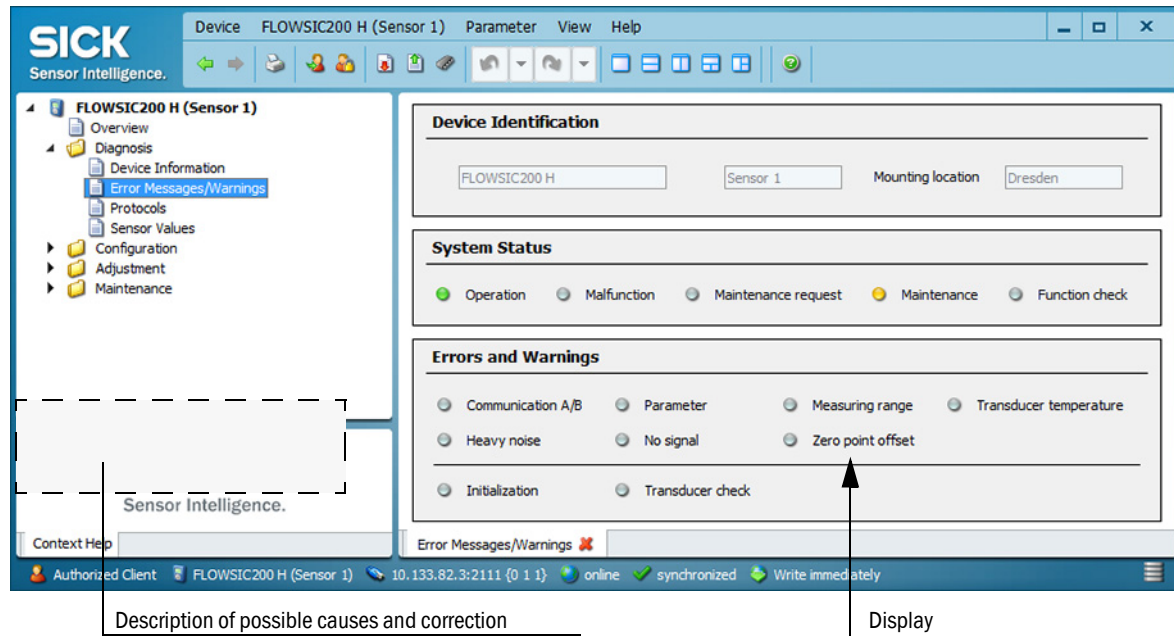 SICK
Sensor Intelligence.
Device FLOWSIC200 H (Sensor 1) Parameter View Help
FLOWSIC200 H (Sensor 1)
Overview
Diagnosis
Device Information
Error Messages/Warnings
Protocols
Sensor Values
Configuration
Adjustment
Maintenance
Sensor Intelligence.
Context Help
Device Identification
FLOWSIC200 H Sensor 1 Mounting location Dresden
System Status
Operation Malfunction Maintenance request Maintenance Function check
Errors and Warnings
Communication A/B Parameter Measuring range Transducer temperature
Heavy noise No signal Zero point offset
Initialization Transducer check
Error Messages/Warnings
Authorized Client FLOWSIC200 H (Sensor 1) 10.133.82.3:2111 {0 1 1} online synchronized Write immediately
Description of possible causes and correction Display